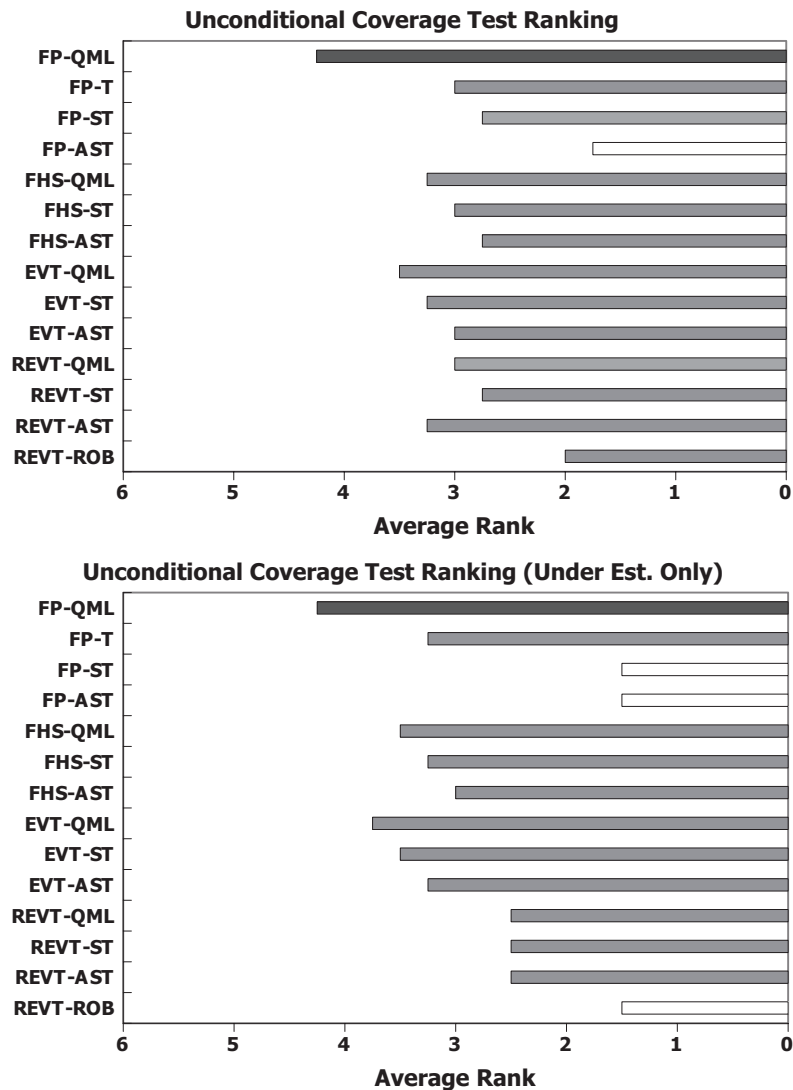 Unconditional Coverage Test Ranking
FP-QML
FP-T
FP-ST
FP-AST
FHS-QML
FHS-ST
FHS-AST
EVT-QML
EVT-ST
EVT-AST
REVT-QML
REVT-ST
REVT-AST
REVT-ROB
6 5 4 3 2 1 0
Average Rank
Unconditional Coverage Test Ranking (Under Est. Only)
FP-QML
FP-T
FP-ST
FP-AST
FHS-QML
FHS-ST
FHS-AST
EVT-QML
EVT-ST
EVT-AST
REVT-QML
REVT-ST
REVT-AST
REVT-ROB
6 5 4 3 2 1 0
Average Rank